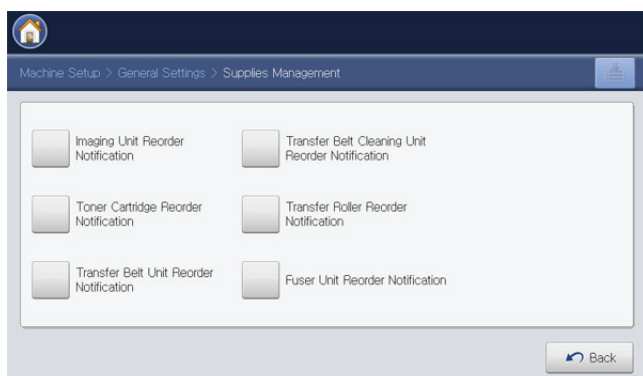 Machine Setup > General Settings > Supplies Management
Imaging Unit Reorder
Notification
Transfer Belt Cleaning Unit
Reorder Notification
Toner Cartridge Reorder
Notification
Transfer Roller Reorder
Notification
Transfer Belt Unit Reorder
Notification
Fuser Unit Reorder Notification
Back